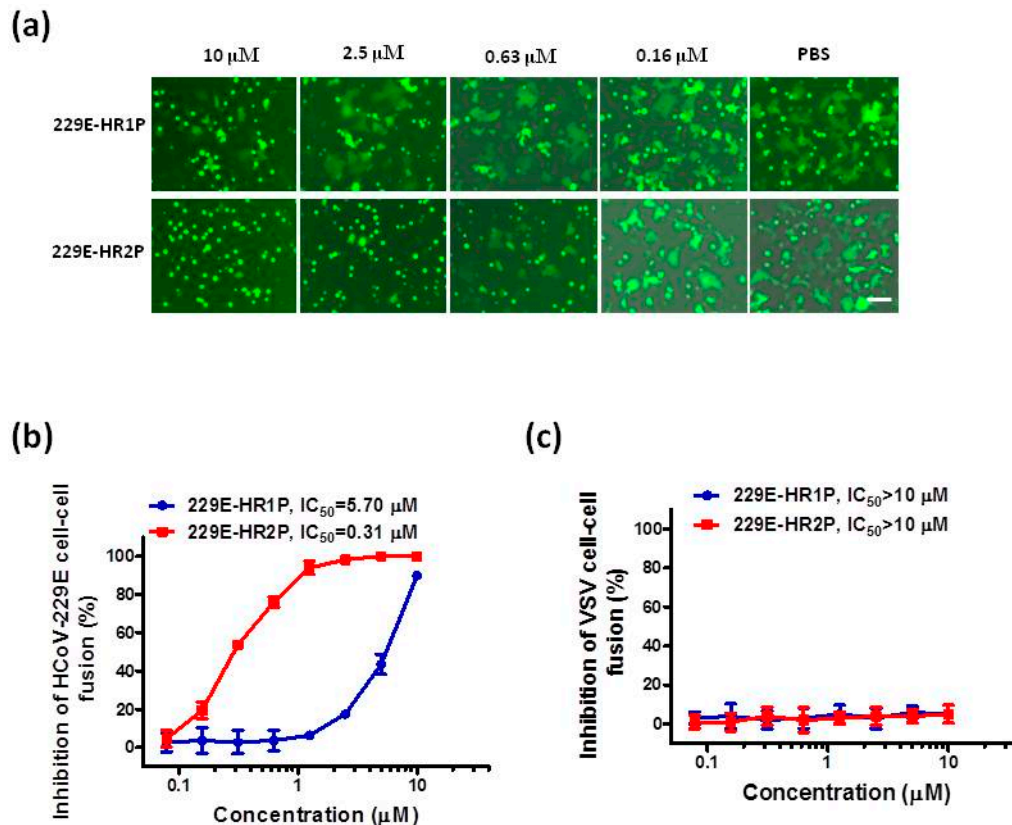 (a)
10 μM 2.5 μM 0.63 μM 0.16 μM PBS
229E-HR1P
229E-HR2P
(b)
229E-HR1P, IC50=5.70 μM
229E-HR2P, IC50=0.31 μM
Inhibition of HCoV-229E cell-cell
fusion (%)
100
80
60
40
20
0
0.1 1 10
Concentration (μM)
(c)
229E-HR1P, IC50>10 μM
229E-HR2P, IC50>10 μM
Inhibition of VSV cell-cell
fusion (%)
100
80
60
40
20
0
0.1 1 10
Concentration (μM)